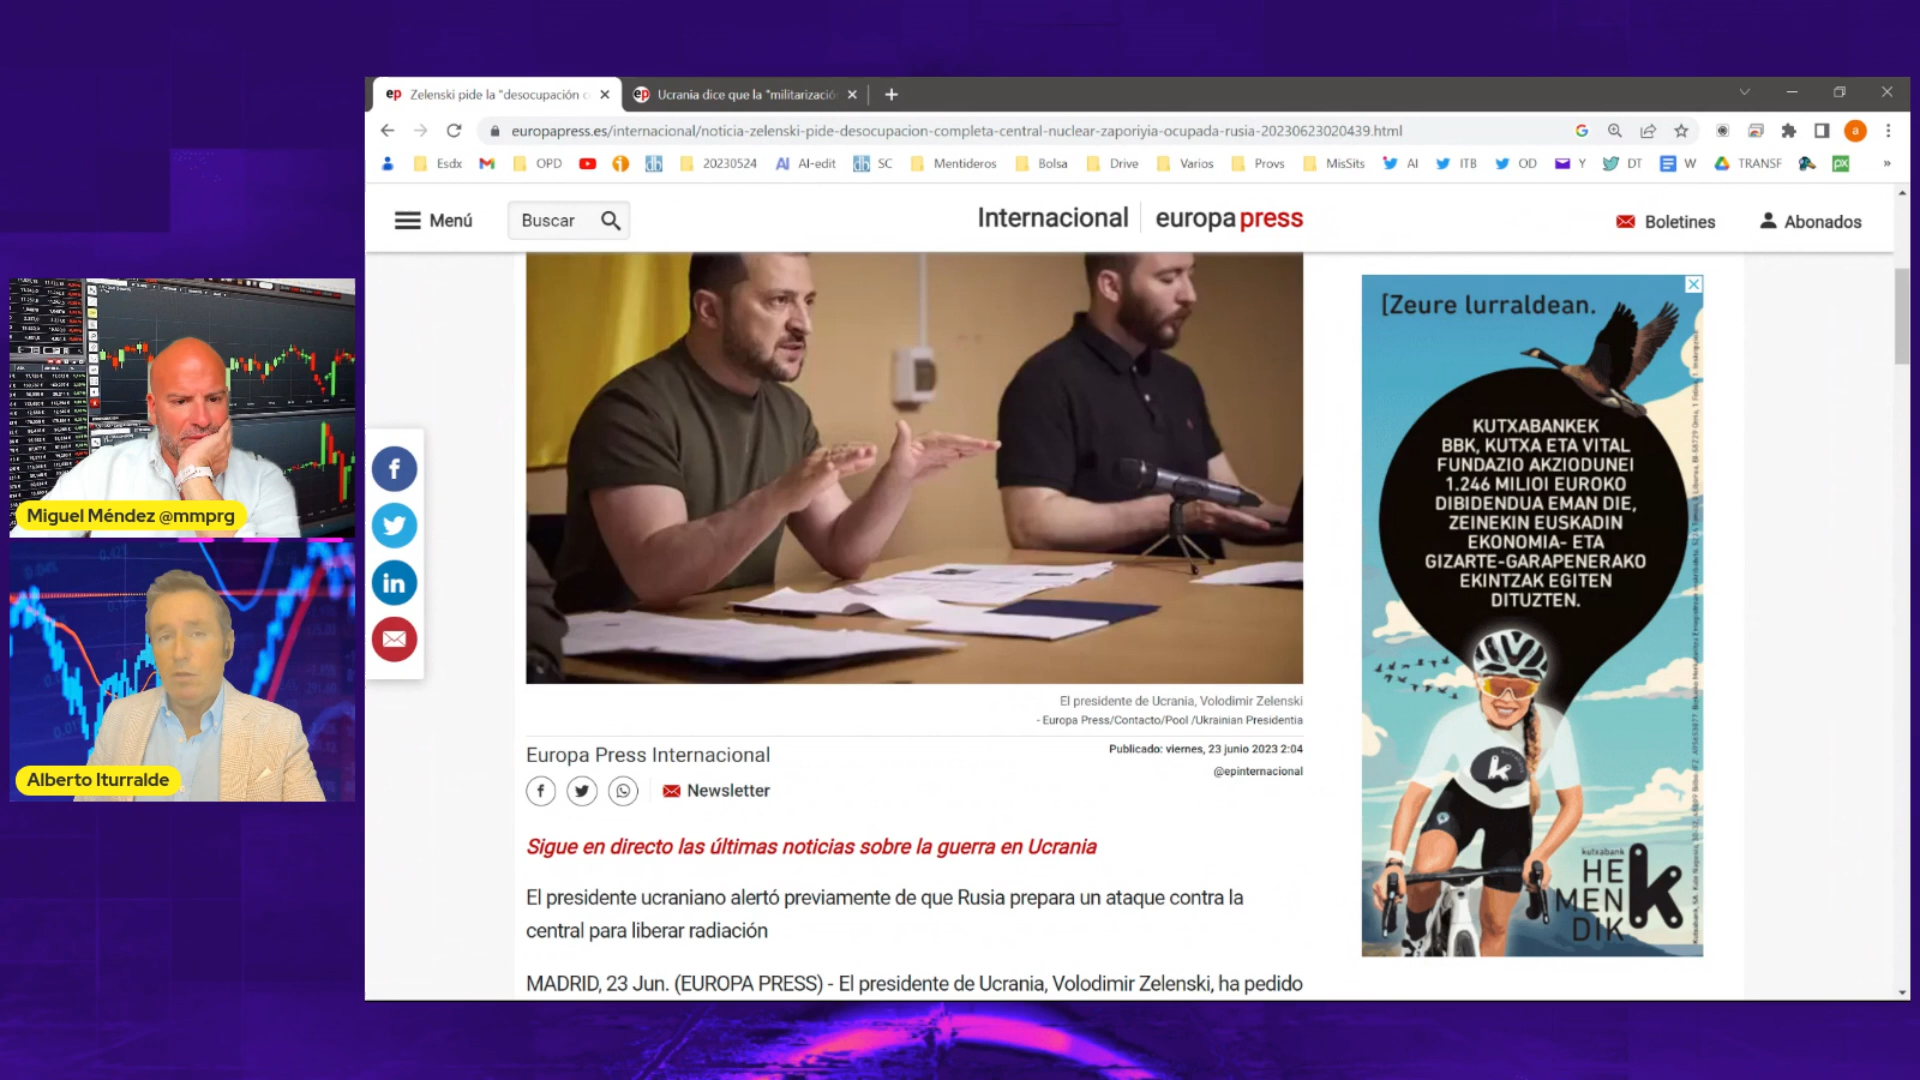 Zelenski pide la "desocupación c
Ucrania dice que la "militarizació
europapress.es/internacional/noticia-zelenski-pide-desocupacion-completa-central-nuclear-zaporiyia-ocupada-rusia-20230623020439.html
a
Esdx
OPD
20230524
AI-edit
SC
Mentideros
Bolsa
Drive
Varios
Provs
MisSits
AI
ITB
OD
Y
DT
W
TRANSF
»
Menú
Buscar
Internacional
europapress
Boletines
Abonados
Miguel Méndez @mmprg
Alberto Iturralde
El presidente de Ucrania, Volodimir Zelenski
- Europa Press/Contacto/Pool /Ukrainian Presidentia
Europa Press Internacional
Publicado: viernes, 23 junio 2023 2:04
@epinternacional
Newsletter
Sigue en directo las últimas noticias sobre la guerra en Ucrania
El presidente ucraniano alertó previamente de que Rusia prepara un ataque contra la
central para liberar radiación
MADRID, 23 Jun. (EUROPA PRESS) - El presidente de Ucrania, Volodimir Zelenski, ha pedido
[Zeure lurraldean.
KUTXABANKEK
BBK, KUTXA ETA VITAL
FUNDAZIO AKZIODUNEI
1.246 MILIOI EUROKO
DIBIDENDUA EMAN DIE,
ZEINEKIN EUSKADIN
EKONOMIA- ETA
GIZARTE-GARAPENERAKO
EKINTZAK EGITEN
DITUZTEN.
kutxabank
HE
MEN
DIK
k